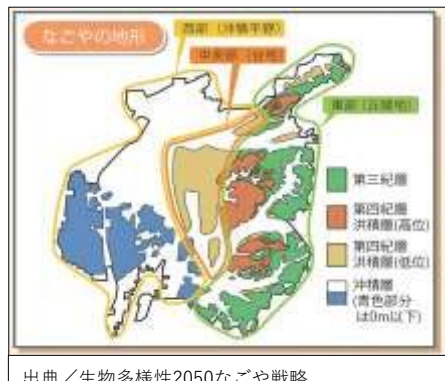 なごやの地形
西部（沖積平野）
中央部（台地）
東部（丘陵地）
第三紀層
第四紀層
洪積層(高位)
第四紀層
洪積層(低位)
沖積層
(青色部分
は0m以下)
出典／生物多様性2050なごや戦略